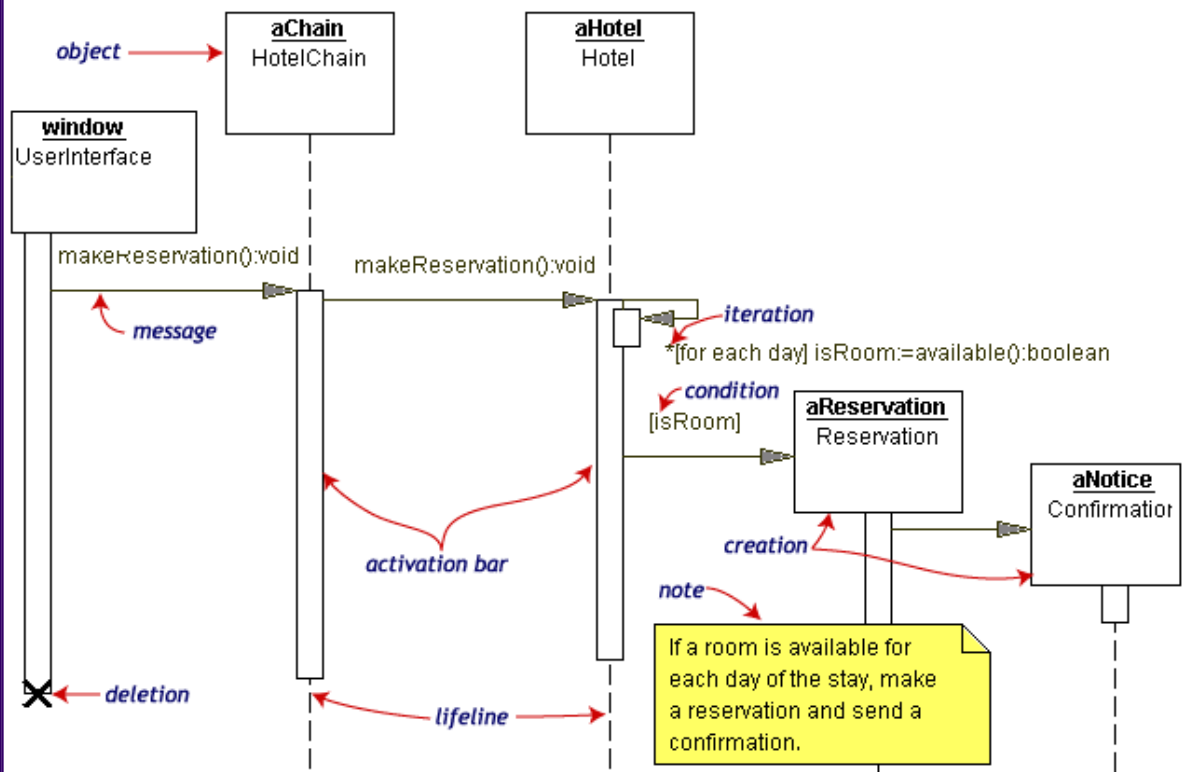 object
aChain
HotelChain
aHotel
Hotel
window
UserInterface
makeReservation():void
makeReservation():void
message
iteration
*[for each day] isRoom:=available():boolean
condition
[isRoom]
aReservation
Reservation
aNotice
Confirmation
activation bar
creation
note
If a room is available for
each day of the stay, make
a reservation and send a
confirmation.
deletion
lifeline